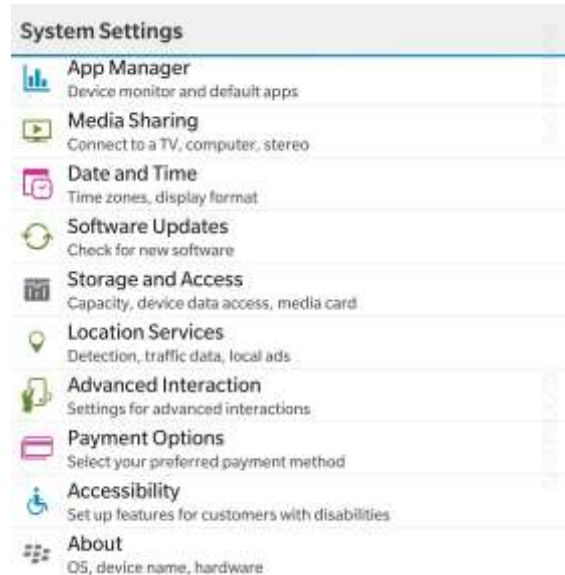 System Settings
App Manager
Device monitor and default apps
Media Sharing
Connect to a TV, computer, stereo
Date and Time
Time zones, display format
Software Updates
Check for new software
Storage and Access
Capacity, device data access, media card
Location Services
Detection, traffic data, local ads
Advanced Interaction
Settings for advanced interactions
Payment Options
Select your preferred payment method
Accessibility
Set up features for customers with disabilities
About
OS, device name, hardware